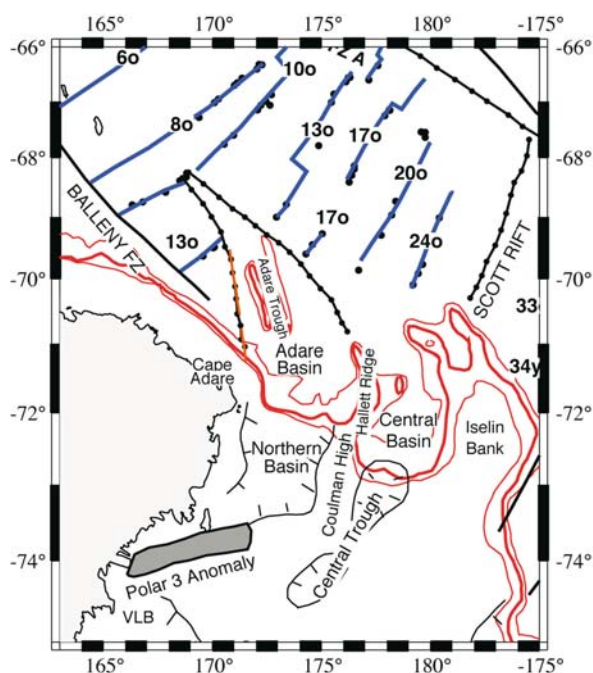 165° 170° 175° 180° -175°
-66° -66°
6o
10o
FZ A
8o
13o
17o
20o
-68° -68°
BALLENY FZ
17o
24o
13o
SCOTT RIFT
-70° -70°
Adare Trough
33
Adare
Basin
34y
Cape
Adare
Hallett Ridge
-72° -72°
Central
Basin
Iselin
Bank
Northern
Basin
Coulman High
Central Trough
-74° -74°
Polar 3 Anomaly
VLB
165° 170° 175° 180° -175°